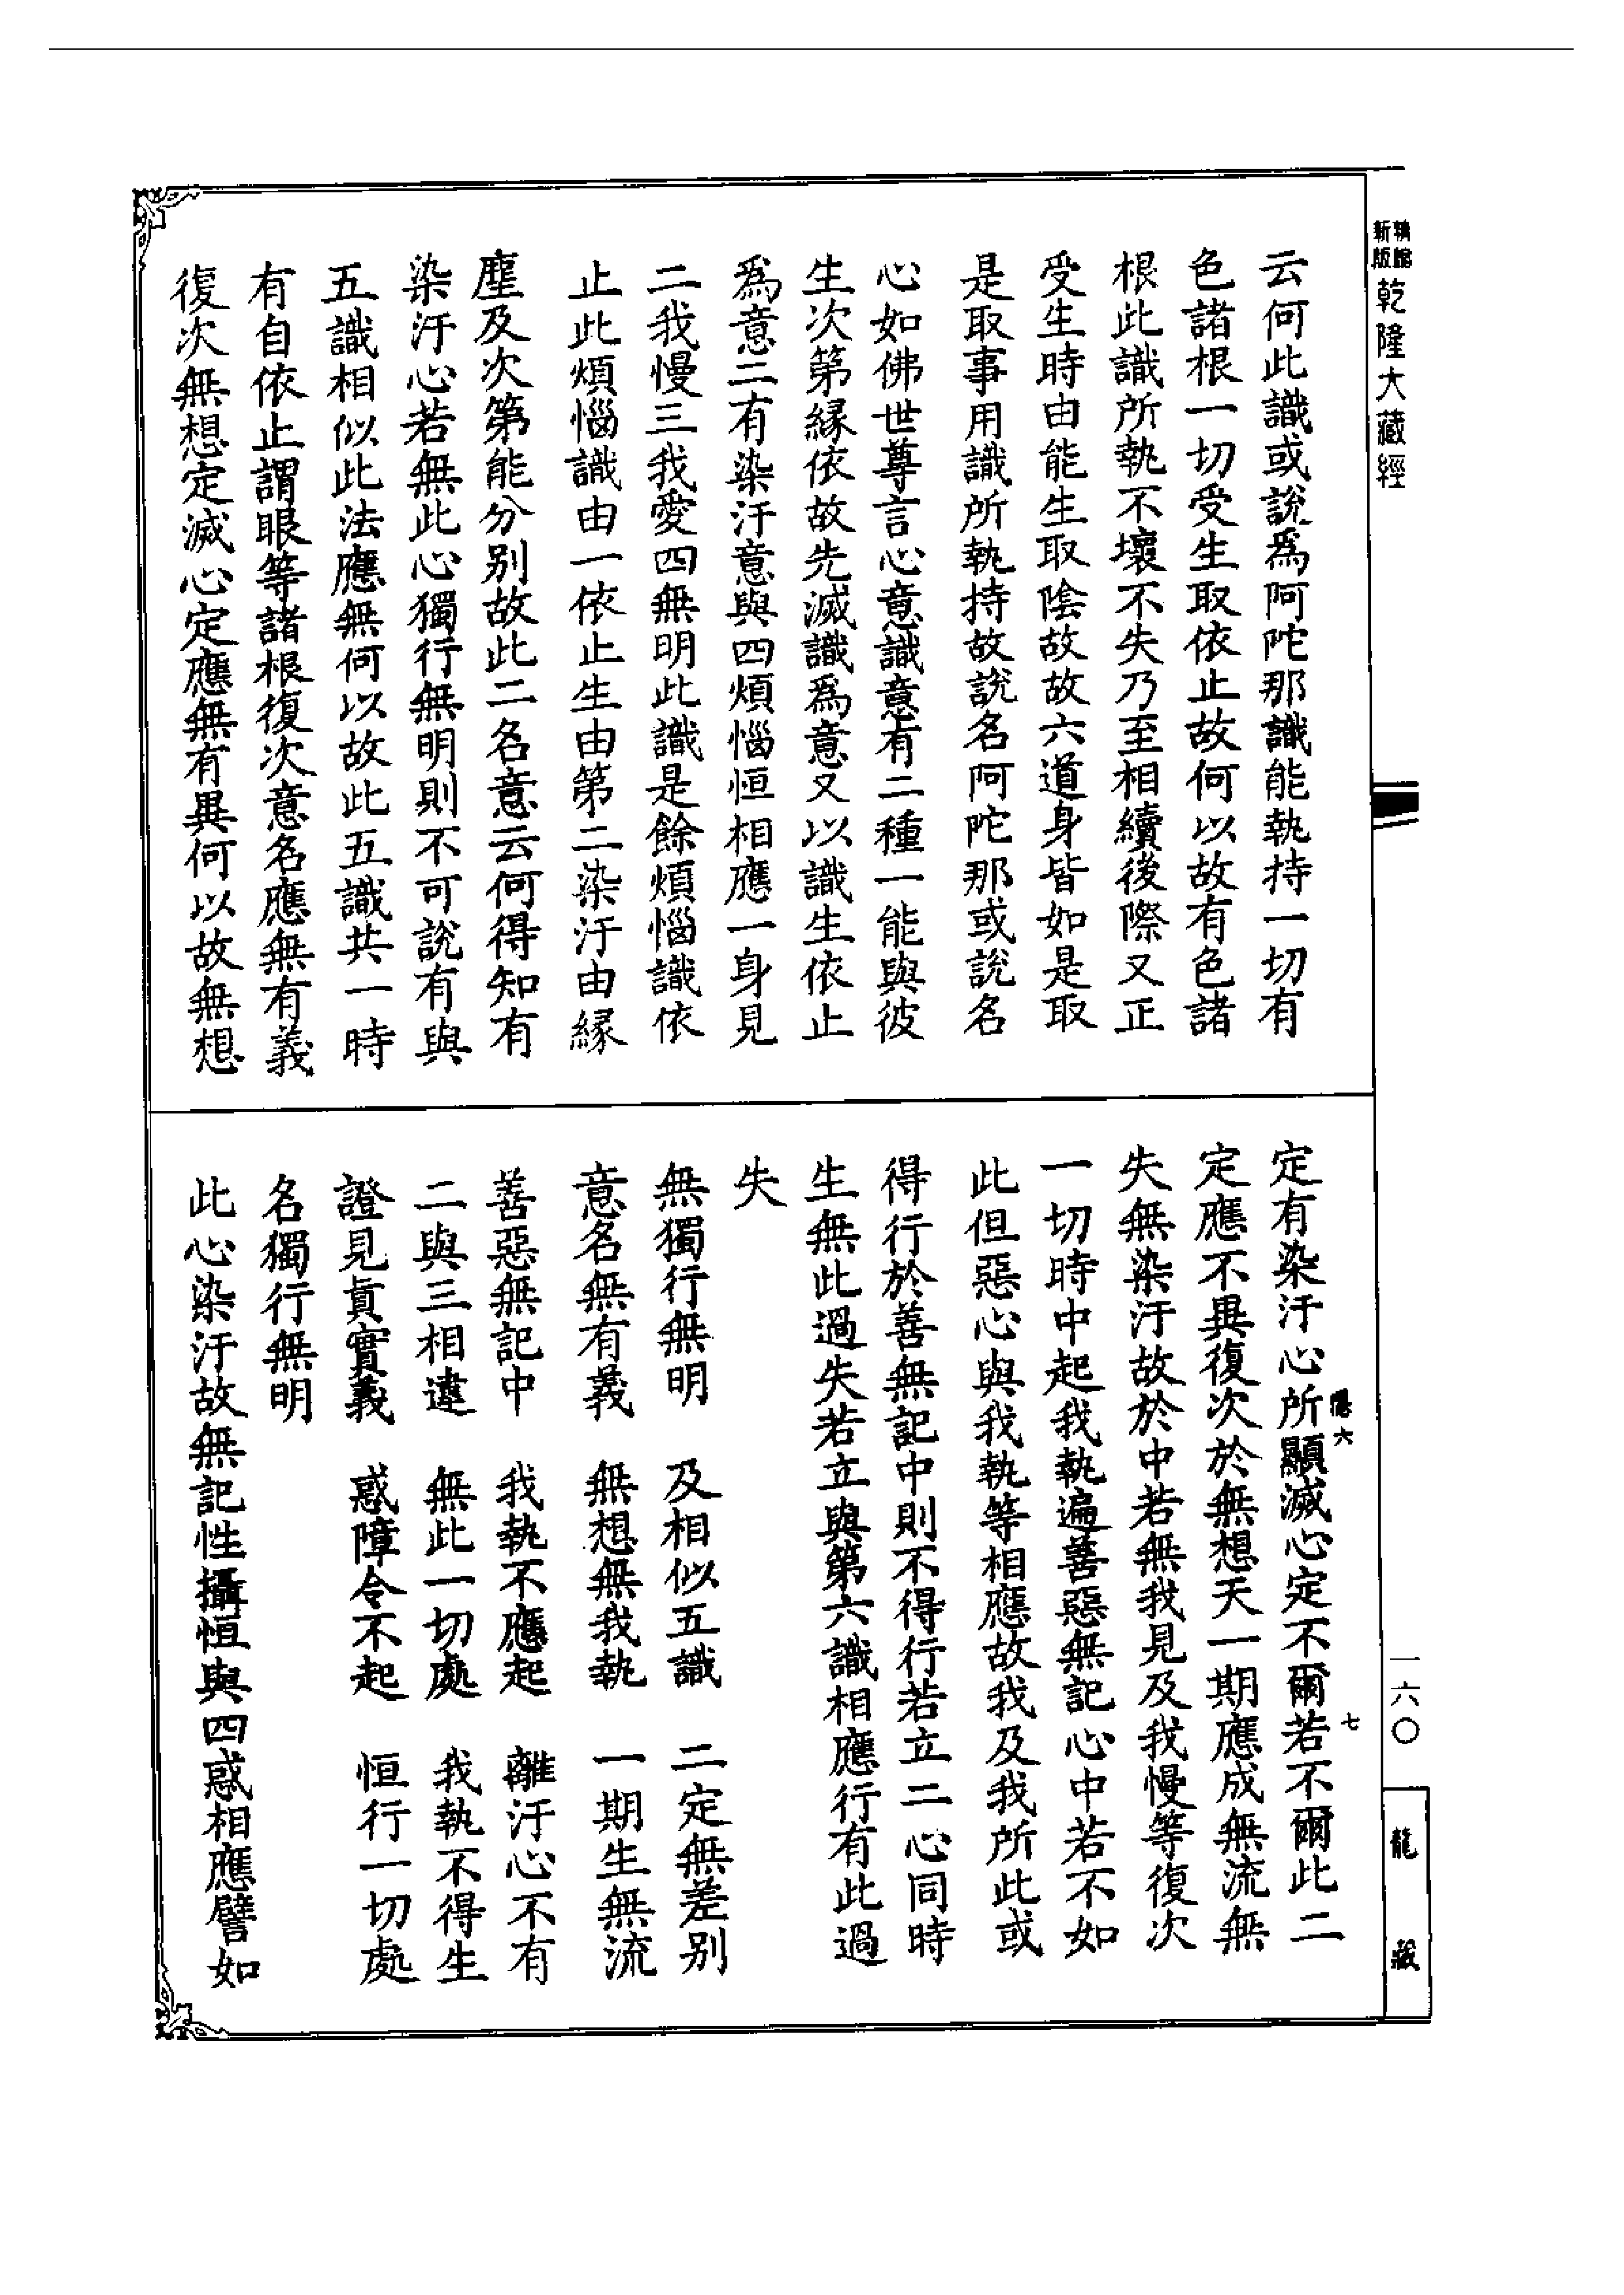 新版
乾隆大藏經
云何此識或說爲阿陀那識能執持一切有
色諸根一切受生取依止故何以故有色諸
根此識所執不壞不失乃至相續後際又正
受生時由能生取陰故故六道身皆如是取
是取事用識所執持故說名阿陀那或說名
心如佛世尊言心意識意有二種一能與彼
生次第緣依故先滅識爲意又以識生依止
爲意二有染汙意與四煩惱恒相應一身見
二我慢三我愛四無明此識是餘煩惱識依
止此煩惱識由一依止生由第二染汙由緣
塵及次第能分别故此二名意云何得知有
染汙心若無此心獨行無明則不可說有與
五識相似此法應無何以故此五識共一時
有自依止謂眼等諸根復次意名應無有義
復次無想定滅心定應無有異何以故無想
定有染汙心所顯滅心定不爾若不爾此二
定應不異復次於無想天一期應成無流無
失無染汙故於中若無我見及我慢等復次
一切時中起我執遍善惡無記心中若不如
此但惡心與我執等相應故我及我所此或
得行於善無記中則不得行若立二心同時
生無此過失若立與第六識相應行有此過
失
無獨行無明　及相似五識　二定無差别
意名無有義　無想無我執　一期生無流
善惡無記中　我執不應起　離汙心不有
二與三相違　無此一切處　我執不得生
證見眞實義　惑障令不起　恒行一切處
名獨行無明
此心染汙故無記性攝恒與四惑相應譬如
六
七
一六〇
龍藏